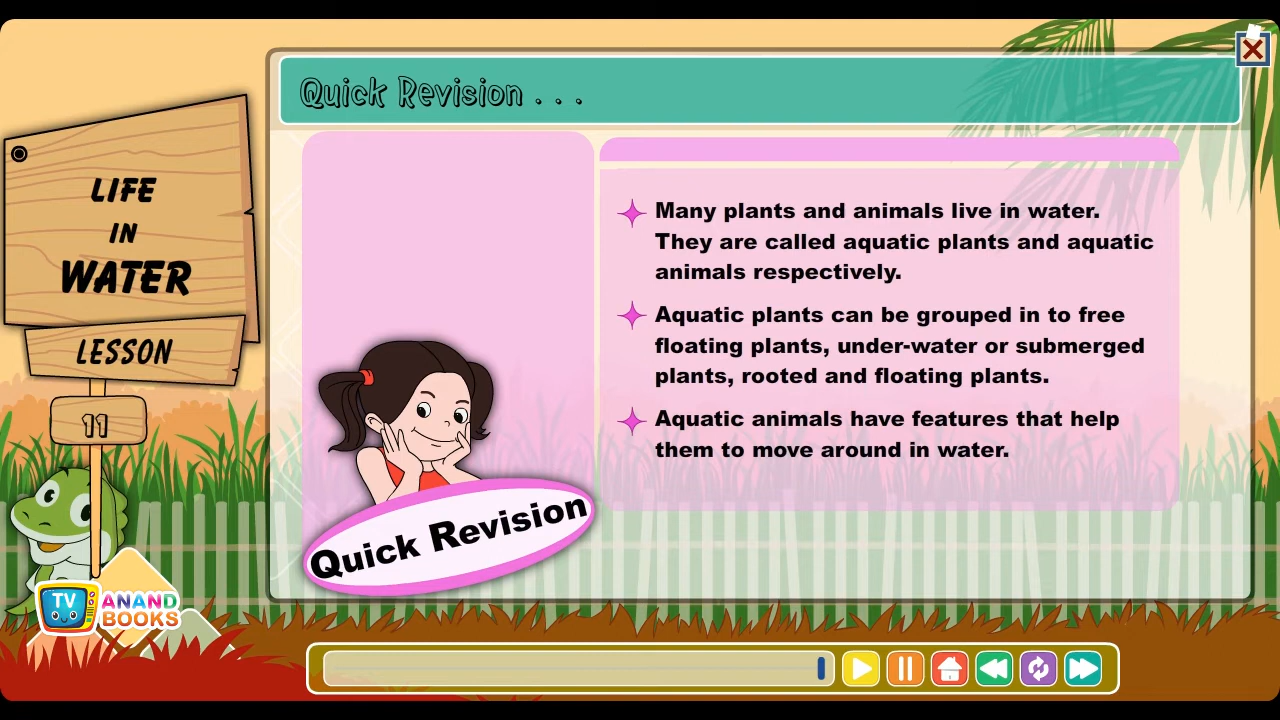 Quick Revision . . .
LIFE
IN
WATER
LESSON
11
Many plants and animals live in water.
They are called aquatic plants and aquatic
animals respectively.
Aquatic plants can be grouped in to free
floating plants, under-water or submerged
plants, rooted and floating plants.
Aquatic animals have features that help
them to move around in water.
Quick Revision
TV
ANAND
BOOKS